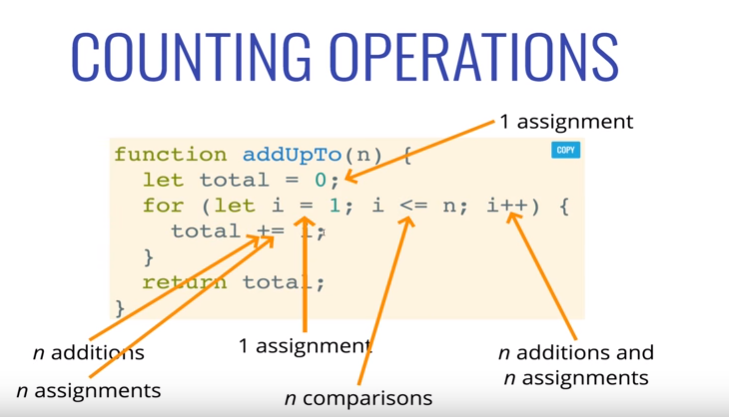 COUNTING OPERATIONS
1 assignment
COPY
function addUpTo(n) {
let total = 0;
for (let i = 1; i <= n; i++) {
total += i;
}
return total;
}
n additions
n assignments
1 assignment
n comparisons
n additions and
n assignments